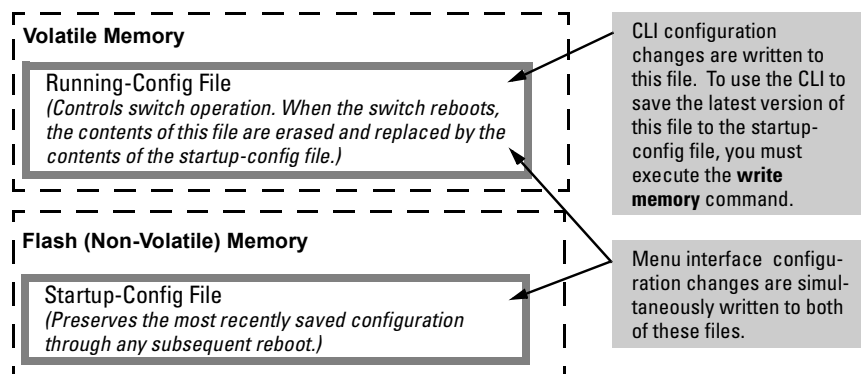 Volatile Memory
Running-Config File
(Controls switch operation. When the switch reboots,
the contents of this file are erased and replaced by the
contents of the startup-config file.)
CLI configuration
changes are written to
this file.  To use the CLI to
save the latest version of
this file to the startup-
config file, you must
execute the write
memory command.
Flash (Non-Volatile) Memory
Startup-Config File
(Preserves the most recently saved configuration
through any subsequent reboot.)
Menu interface  configu-
ration changes are simul-
taneously written to both
of these files.